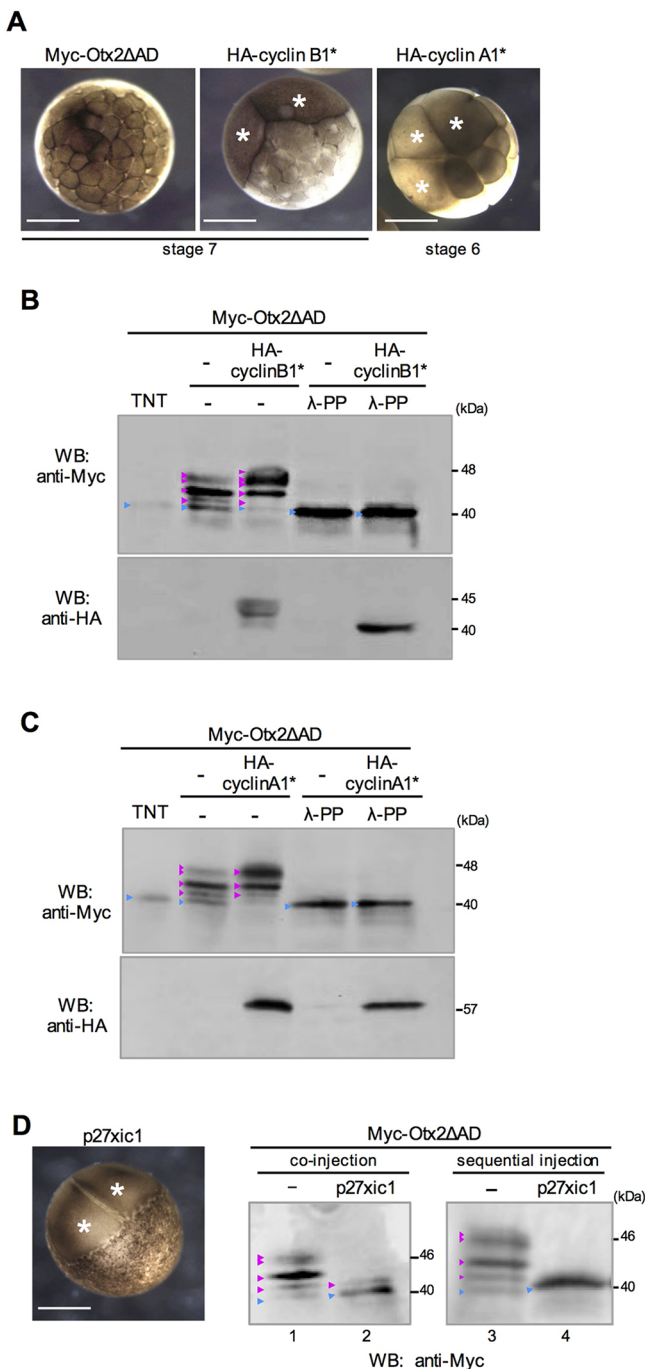 A
Myc-Otx2ΔAD HA-cyclin B1* HA-cyclin A1*
* * * * *
stage 7 stage 6
B
Myc-Otx2ΔAD
- HA-cyclinB1* - HA-cyclinB1*
TNT - - λ-PP λ-PP (kDa)
WB: anti-Myc
48
40
WB: anti-HA
45
40
C
Myc-Otx2ΔAD
- HA-cyclinA1* - HA-cyclinA1*
TNT - - λ-PP λ-PP (kDa)
WB: anti-Myc
48
40
WB: anti-HA
57
D
p27xic1
* *
Myc-Otx2ΔAD
co-injection sequential injection
– p27xic1 – p27xic1 (kDa)
46 46
40 40
1 2 3 4
WB: anti-Myc